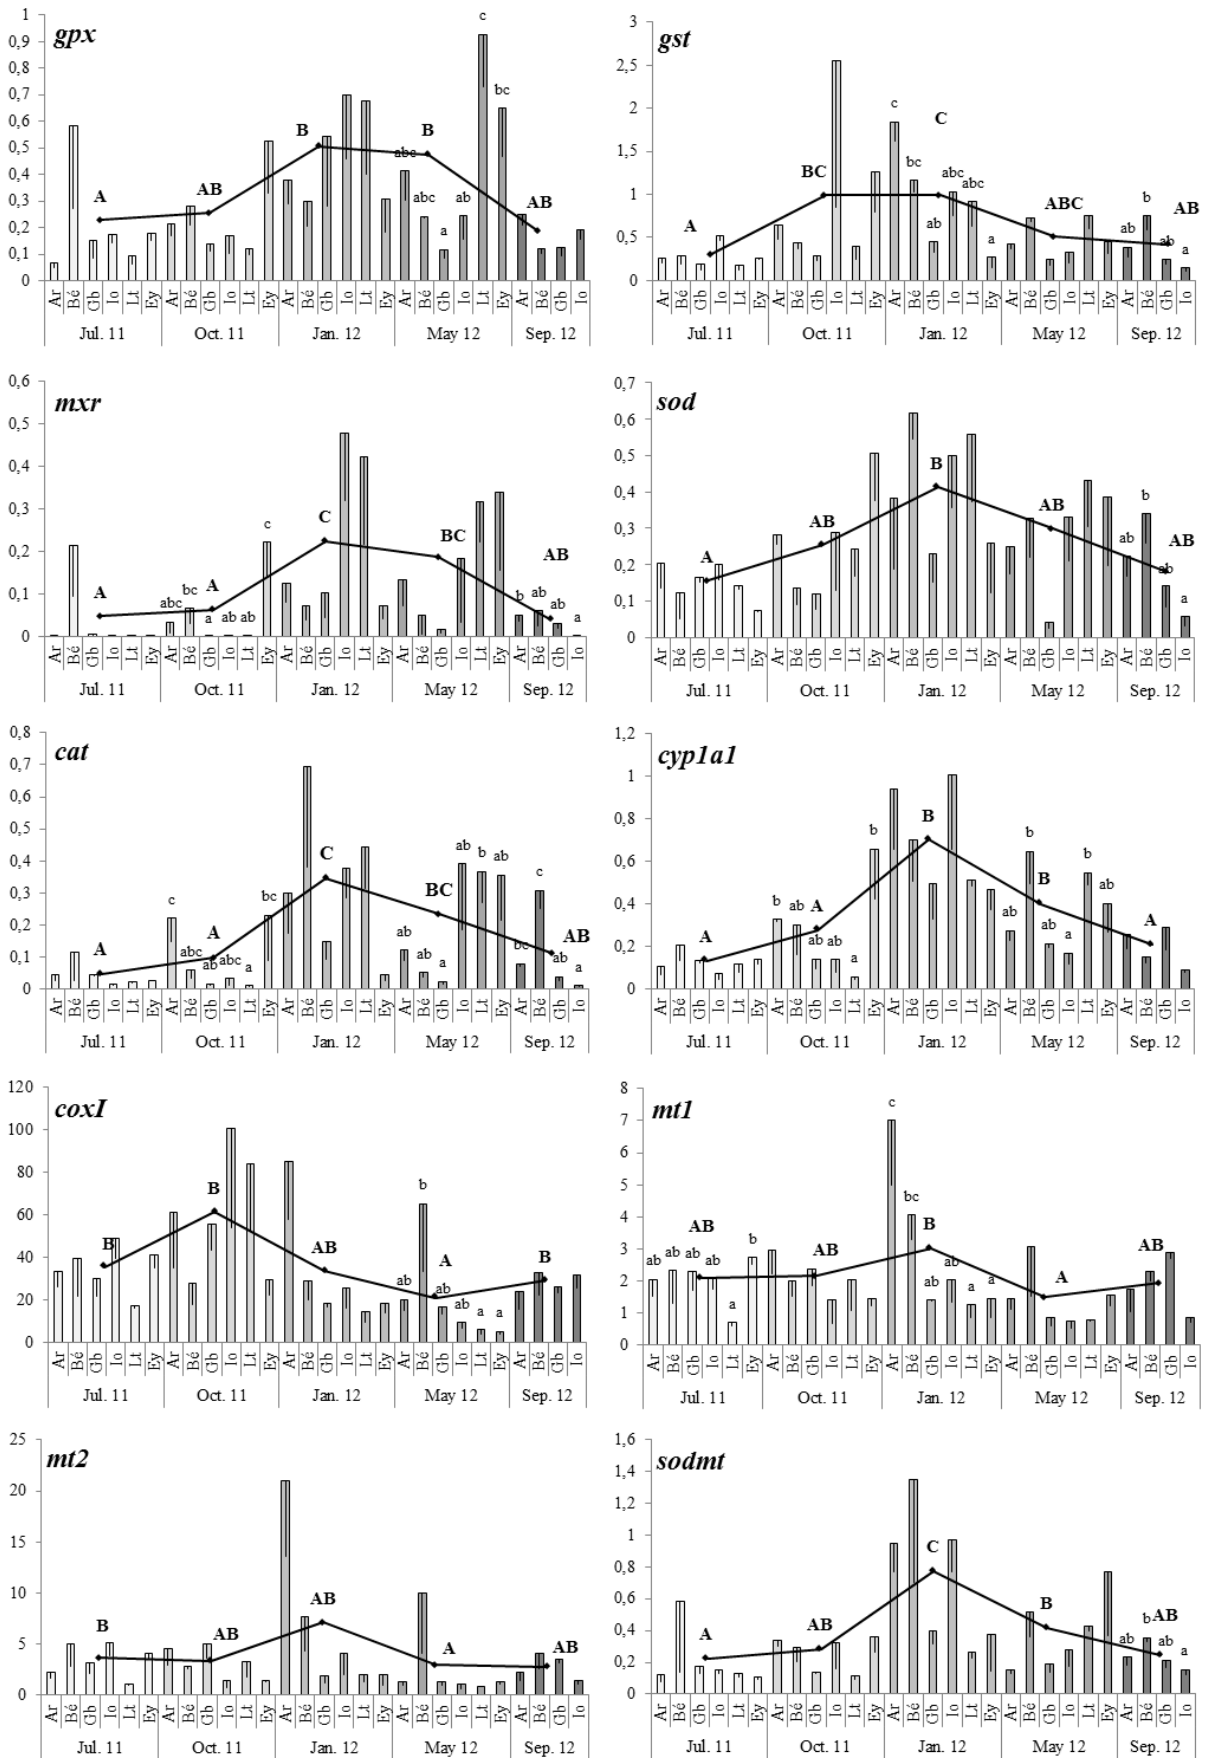 gpx
1
0,9
0,8
0,7
0,6
0,5
0,4
0,3
0,2
0,1
0
A AB B B AB
abc abc a ab c bc
Ar Bé Gb Io Lt Ey Ar Bé Gb Io Lt Ey Ar Bé Gb Io Lt Ey Ar Bé Gb Io Lt Ey Ar Bé Gb Io
Jul. 11 Oct. 11 Jan. 12 May 12 Sep. 12
gst
3
2,5
2
1,5
1
0,5
0
A BC C ABC AB
c bc ab abc abc a ab b ab a
Ar Bé Gb Io Lt Ey Ar Bé Gb Io Lt Ey Ar Bé Gb Io Lt Ey Ar Bé Gb Io Lt Ey Ar Bé Gb Io
Jul. 11 Oct. 11 Jan. 12 May 12 Sep. 12
mxr
0,6
0,5
0,4
0,3
0,2
0,1
0
A A C BC AB
abc bc a ab ab c b ab ab a
Ar Bé Gb Io Lt Ey Ar Bé Gb Io Lt Ey Ar Bé Gb Io Lt Ey Ar Bé Gb Io Lt Ey Ar Bé Gb Io
Jul. 11 Oct. 11 Jan. 12 May 12 Sep. 12
sod
0,7
0,6
0,5
0,4
0,3
0,2
0,1
0
A AB B AB AB
ab b ab a
Ar Bé Gb Io Lt Ey Ar Bé Gb Io Lt Ey Ar Bé Gb Io Lt Ey Ar Bé Gb Io Lt Ey Ar Bé Gb Io
Jul. 11 Oct. 11 Jan. 12 May 12 Sep. 12
cat
0,8
0,7
0,6
0,5
0,4
0,3
0,2
0,1
0
A A C BC AB
c abc ab abc a bc ab ab a ab b ab bc c ab a
Ar Bé Gb Io Lt Ey Ar Bé Gb Io Lt Ey Ar Bé Gb Io Lt Ey Ar Bé Gb Io Lt Ey Ar Bé Gb Io
Jul. 11 Oct. 11 Jan. 12 May 12 Sep. 12
cyp1a1
1,2
1
0,8
0,6
0,4
0,2
0
A A B B A
b ab ab ab a b ab b ab a b ab
Ar Bé Gb Io Lt Ey Ar Bé Gb Io Lt Ey Ar Bé Gb Io Lt Ey Ar Bé Gb Io Lt Ey Ar Bé Gb Io
Jul. 11 Oct. 11 Jan. 12 May 12 Sep. 12
coxI
120
100
80
60
40
20
0
B B AB A B
ab b ab ab a a
Ar Bé Gb Io Lt Ey Ar Bé Gb Io Lt Ey Ar Bé Gb Io Lt Ey Ar Bé Gb Io Lt Ey Ar Bé Gb Io
Jul. 11 Oct. 11 Jan. 12 May 12 Sep. 12
mt1
8
7
6
5
4
3
2
1
0
AB AB B A AB
ab ab ab ab a b c bc ab ab a a
Ar Bé Gb Io Lt Ey Ar Bé Gb Io Lt Ey Ar Bé Gb Io Lt Ey Ar Bé Gb Io Lt Ey Ar Bé Gb Io
Jul. 11 Oct. 11 Jan. 12 May 12 Sep. 12
mt2
25
20
15
10
5
0
B AB AB A AB
Ar Bé Gb Io Lt Ey Ar Bé Gb Io Lt Ey Ar Bé Gb Io Lt Ey Ar Bé Gb Io Lt Ey Ar Bé Gb Io
Jul. 11 Oct. 11 Jan. 12 May 12 Sep. 12
sodmt
1,6
1,4
1,2
1
0,8
0,6
0,4
0,2
0
A AB C B AB
ab b ab a
Ar Bé Gb Io Lt Ey Ar Bé Gb Io Lt Ey Ar Bé Gb Io Lt Ey Ar Bé Gb Io Lt Ey Ar Bé Gb Io
Jul. 11 Oct. 11 Jan. 12 May 12 Sep. 12